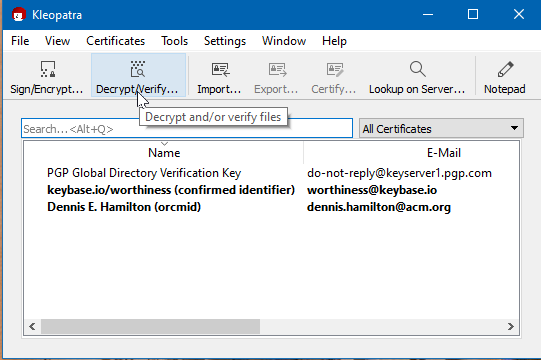 Kleopatra
File View Certificates Tools Settings Window Help
Sign/Encrypt... Decrypt/Verify... Import... Export... Certify... Lookup on Server... Notepad
Decrypt and/or verify files
Search...<Alt+Q> All Certificates
Name E-Mail
PGP Global Directory Verification Key do-not-reply@keyserver1.pgp.com
keybase.io/worthiness (confirmed identifier) worthiness@keybase.io
Dennis E. Hamilton (orcmid) dennis.hamilton@acm.org